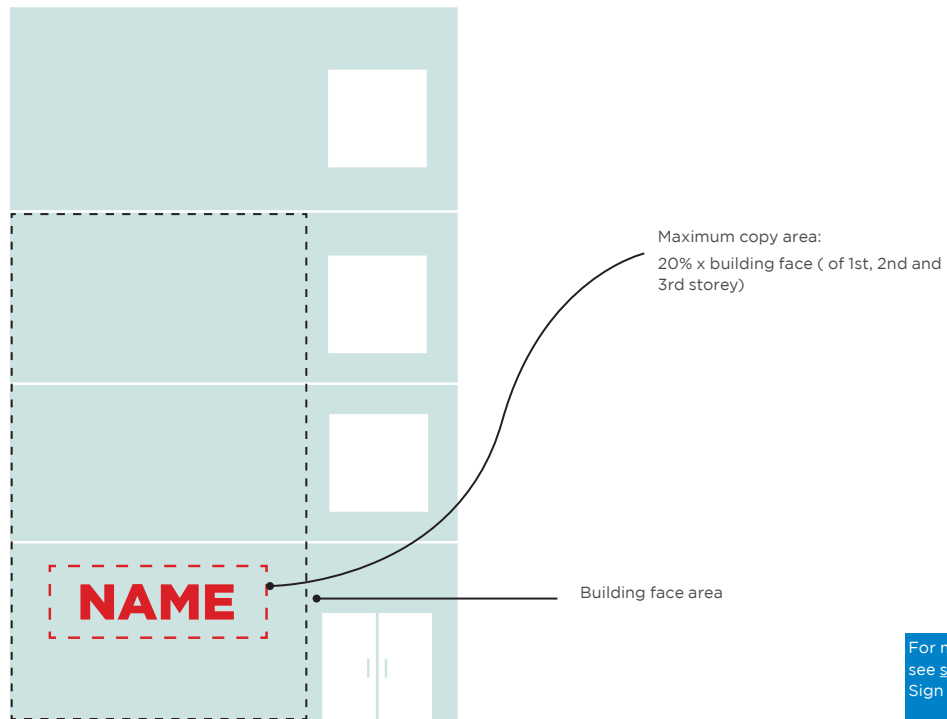 Maximum copy area:
20% x building face ( of 1st, 2nd and
3rd storey)
NAME
Building face area
For
see
Sign